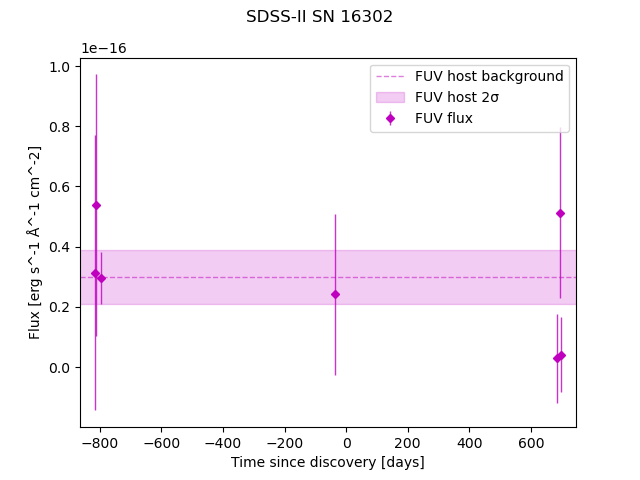 SDSS-II SN 16302
1e−16
FUV host background
FUV host 2σ
FUV flux
1.0
0.8
0.6
0.4
0.2
0.0
Flux [erg s^-1 Å^-1 cm^-2]
−800 −600 −400 −200 0 200 400 600
Time since discovery [days]